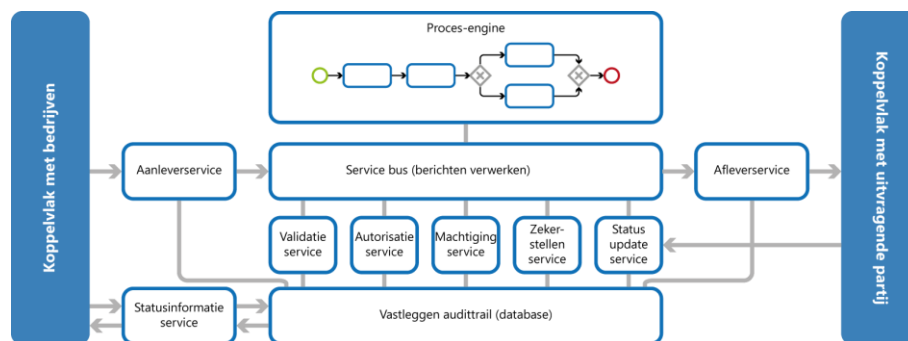 Koppelvlak met bedrijven
Proces-engine
Koppelvlak met uitvragende partij
Aanleverservice
Service bus (berichten verwerken)
Afleverservice
Validatie
service
Autorisatie
service
Machtiging
service
Zeker-
stellen
service
Status
update
service
Statusinformatie
service
Vastleggen audittrail (database)